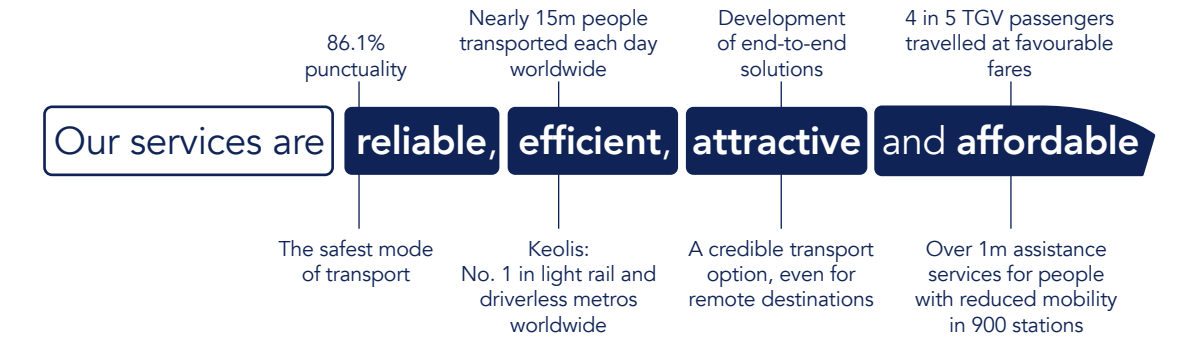 86.1%
punctuality
Nearly 15m people
transported each day
worldwide
Development
of end-to-end
solutions
4 in 5 TGV passengers
travelled at favourable
fares
Our services are reliable, efficient, attractive and affordable
The safest mode
of transport
Keolis:
No. 1 in light rail and
driverless metros
worldwide
A credible transport
option, even for
remote destinations
Over 1m assistance
services for people
with reduced mobility
in 900 stations